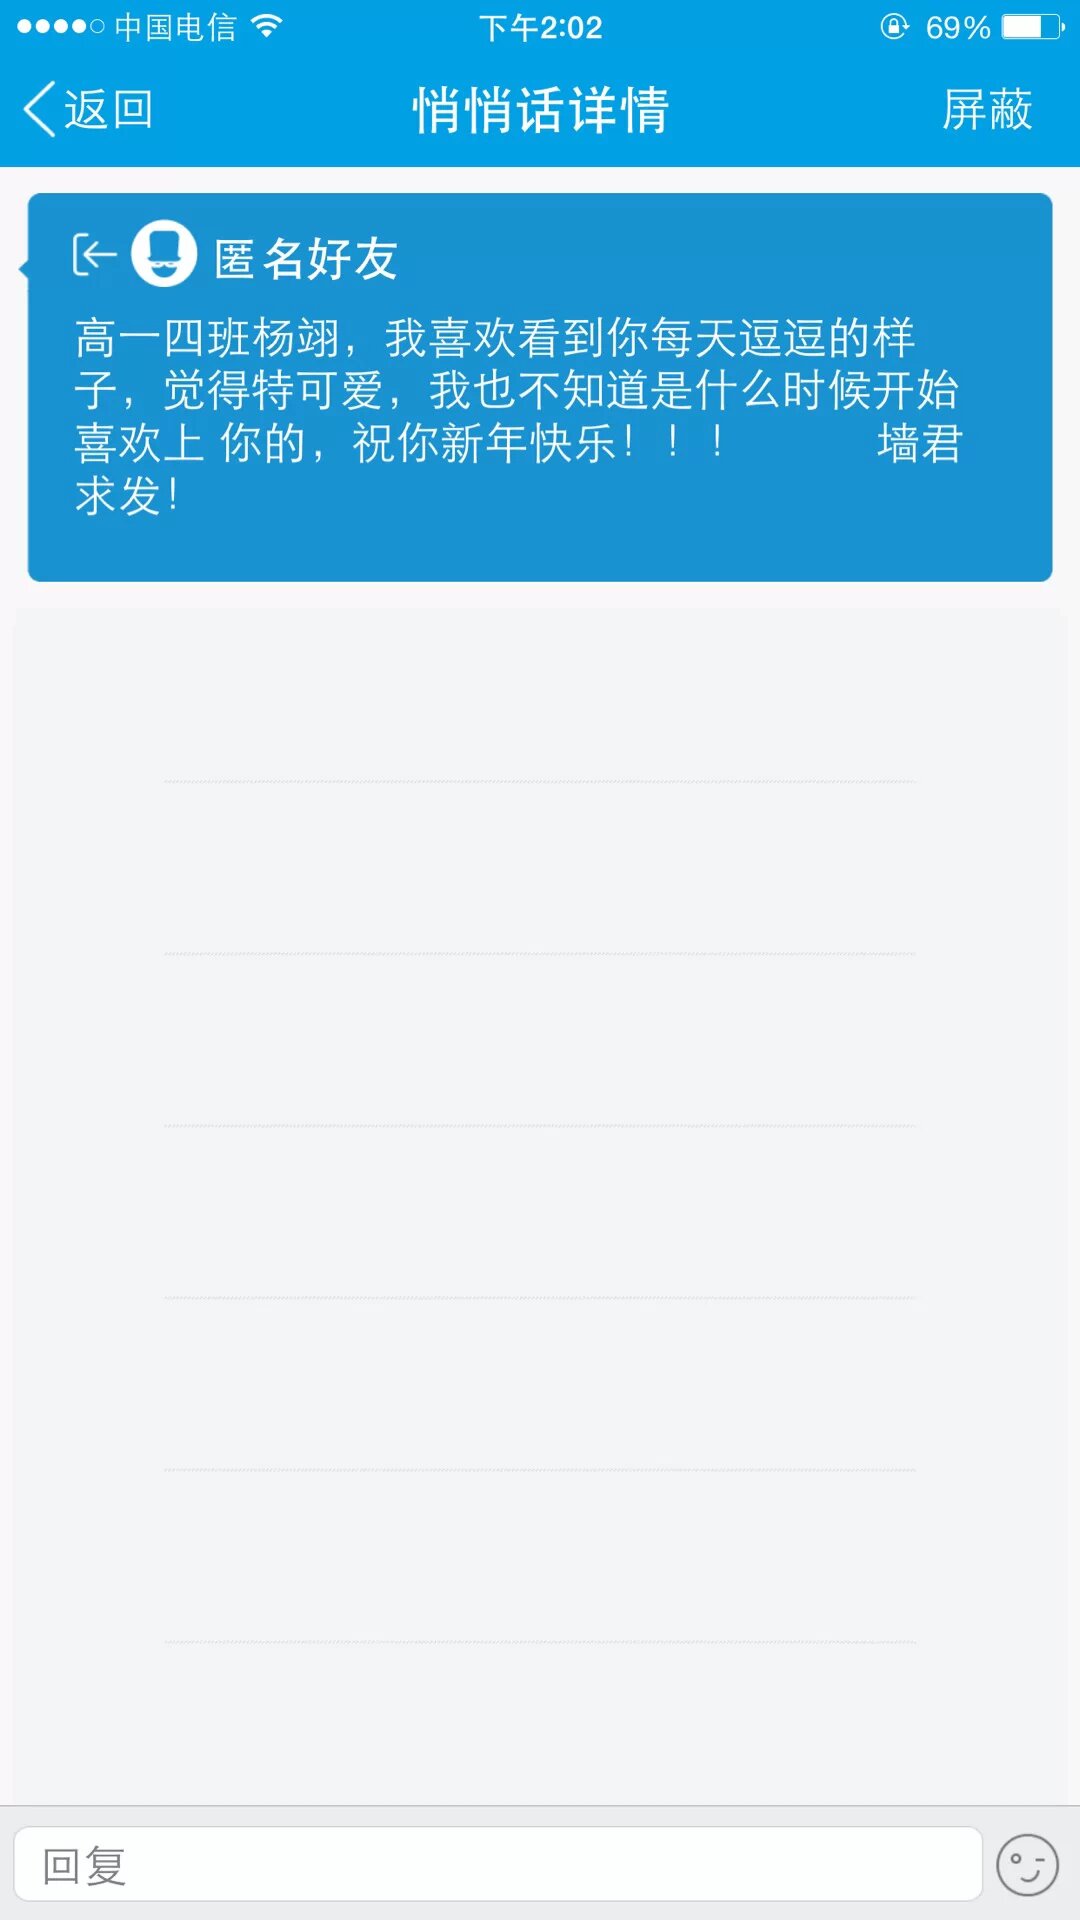 中国电信 下午2:02 69%
返回 悄悄话详情 屏蔽
匿名好友
高一四班杨翊，我喜欢看到你每天逗逗的样
子，觉得特可爱，我也不知道是什么时候开始
喜欢上 你的，祝你新年快乐！！！ 墙君
求发！
回复